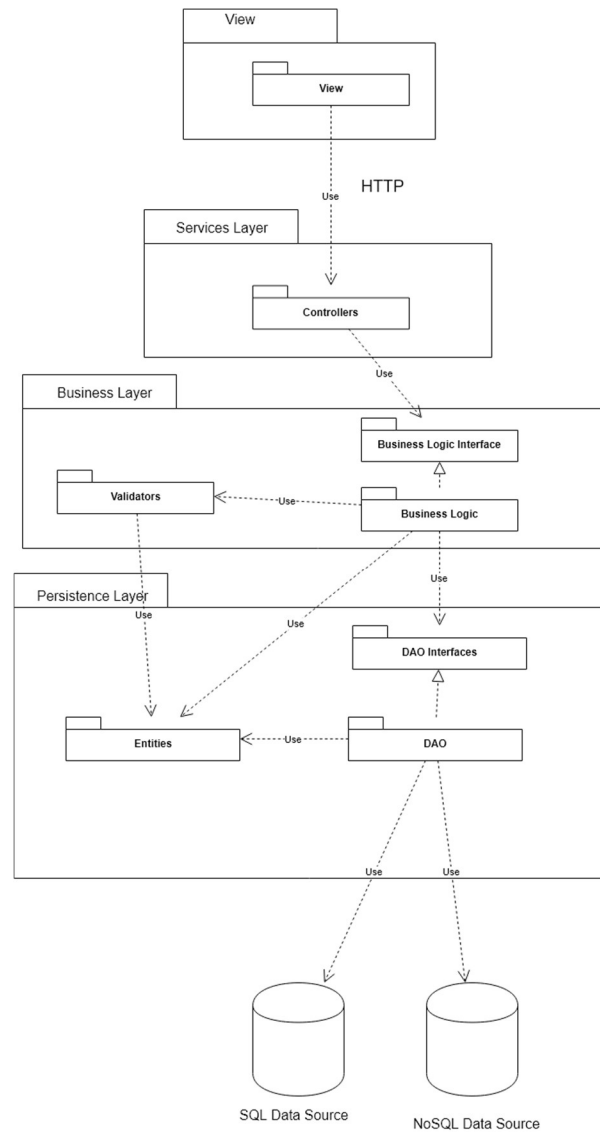 View
View
Use
HTTP
Services Layer
Controllers
Use
Business Layer
Business Logic Interface
Validators
Use
Business Logic
Use
Persistence Layer
Use
Use
DAO Interfaces
Entities
Use
DAO
Use
Use
SQL Data Source
NoSQL Data Source